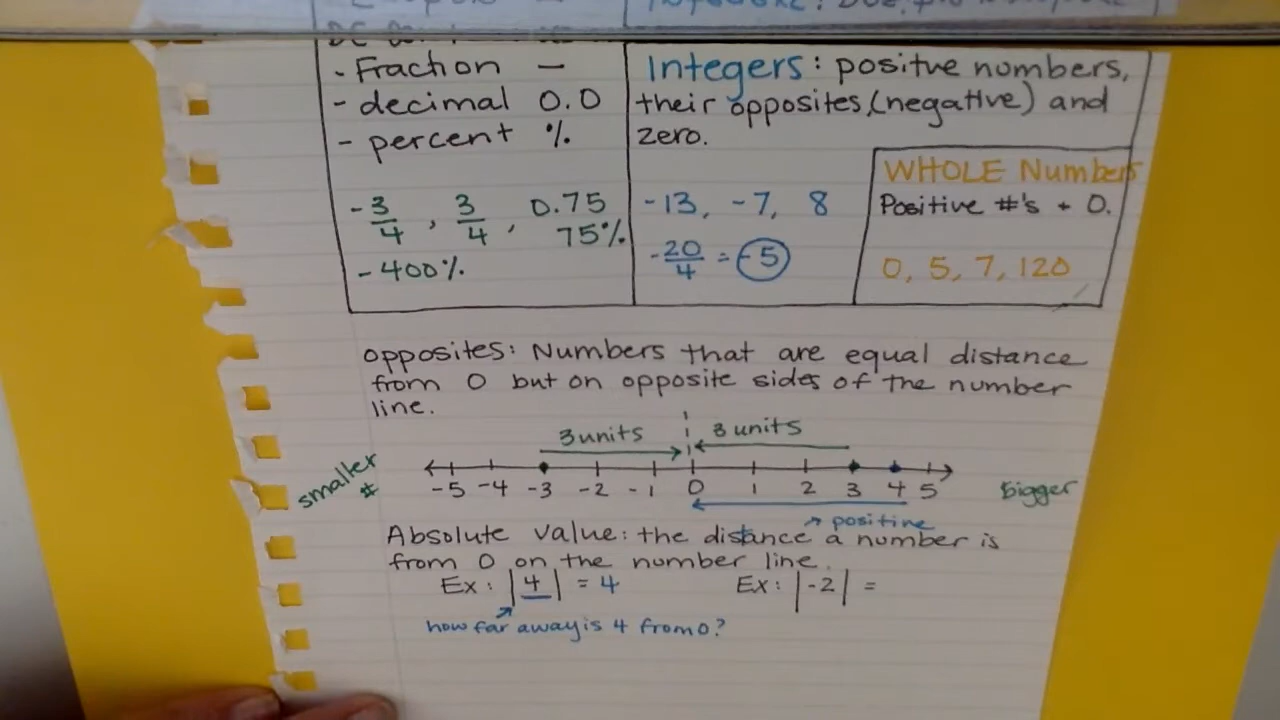 - Fraction —
- decimal 0.0
- percent %
- 3/4 , 3/4 , 0.75
75%
- 400%
Integers: positve numbers,
their opposites,(negative) and
zero.
-13, -7, 8
-20/4 = -5
WHOLE Numbers
Positive #'s + 0.
0, 5, 7, 120
opposites: Numbers that are equal distance
from 0 but on opposite sides of the number
line.
3 units 3 units
smaller # -5 -4 -3 -2 -1 0 1 2 3 4 5 bigger
→ positive
Absolute value: the distance a number is
from 0 on the number line.
Ex: |4| = 4 Ex: |-2| =
how far away is 4 from 0?